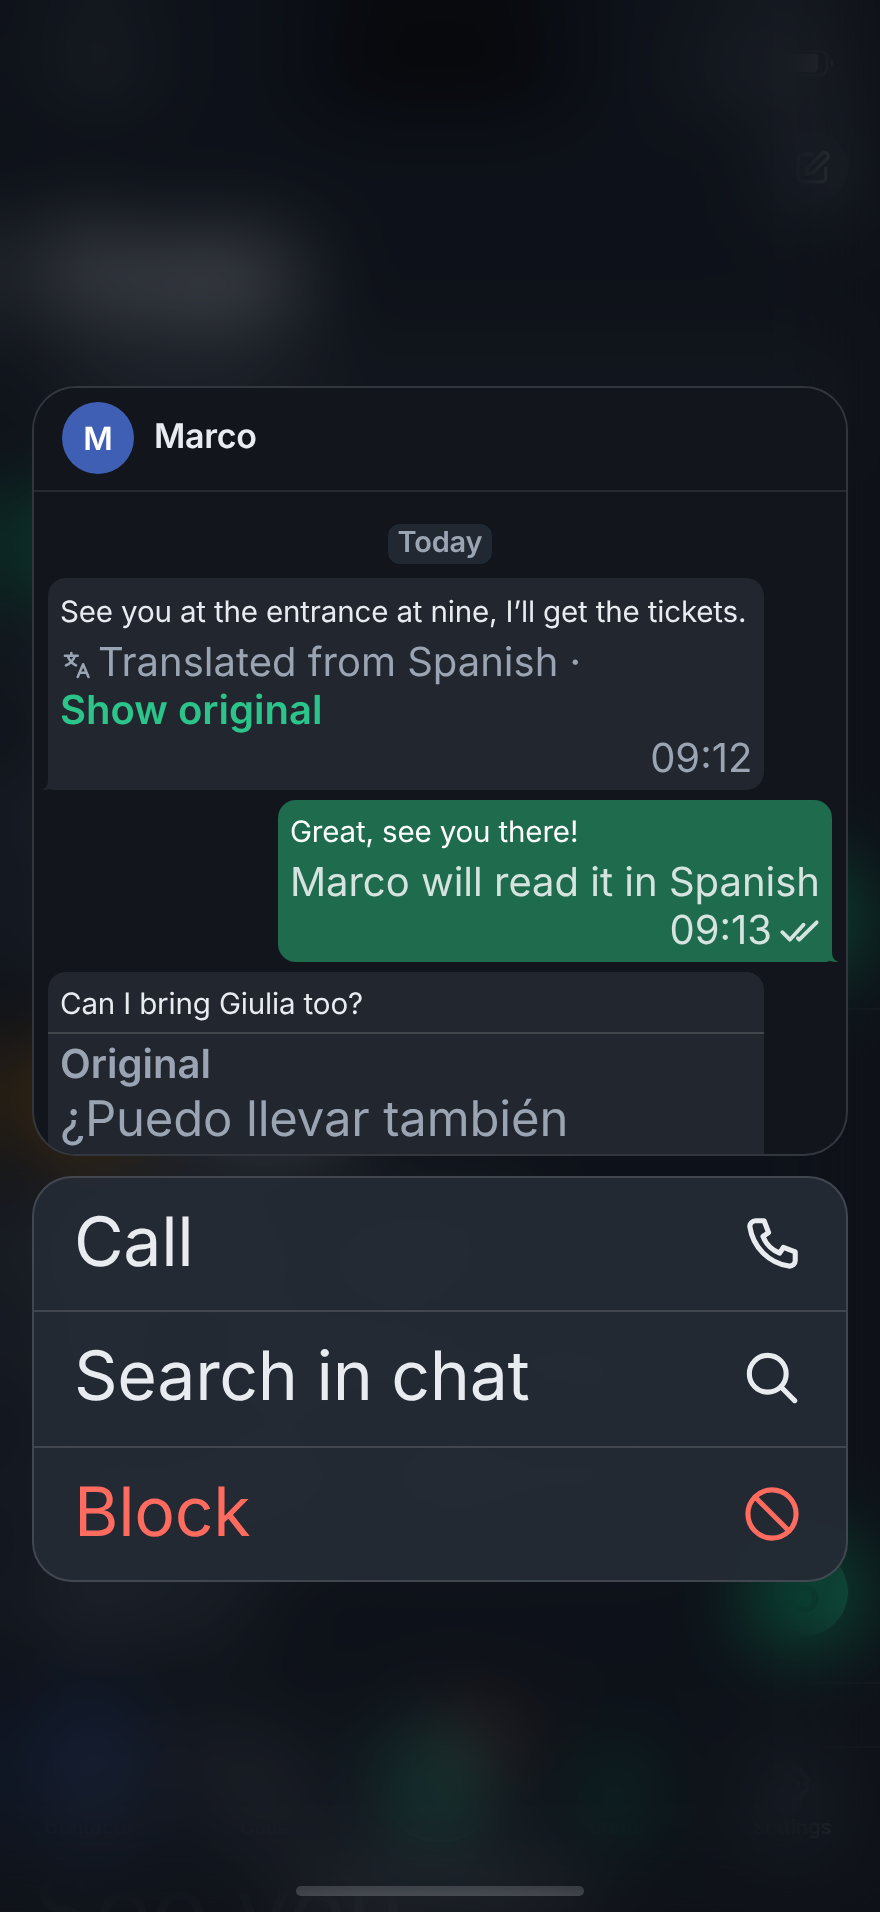 M
Marco
Today
See you at the entrance at nine, I’ll get the tickets.
Translated from Spanish ·
Show original
09:12
Great, see you there!
Marco will read it in Spanish
09:13
Can I bring Giulia too?
Original
¿Puedo llevar también
Call
Search in chat
Block